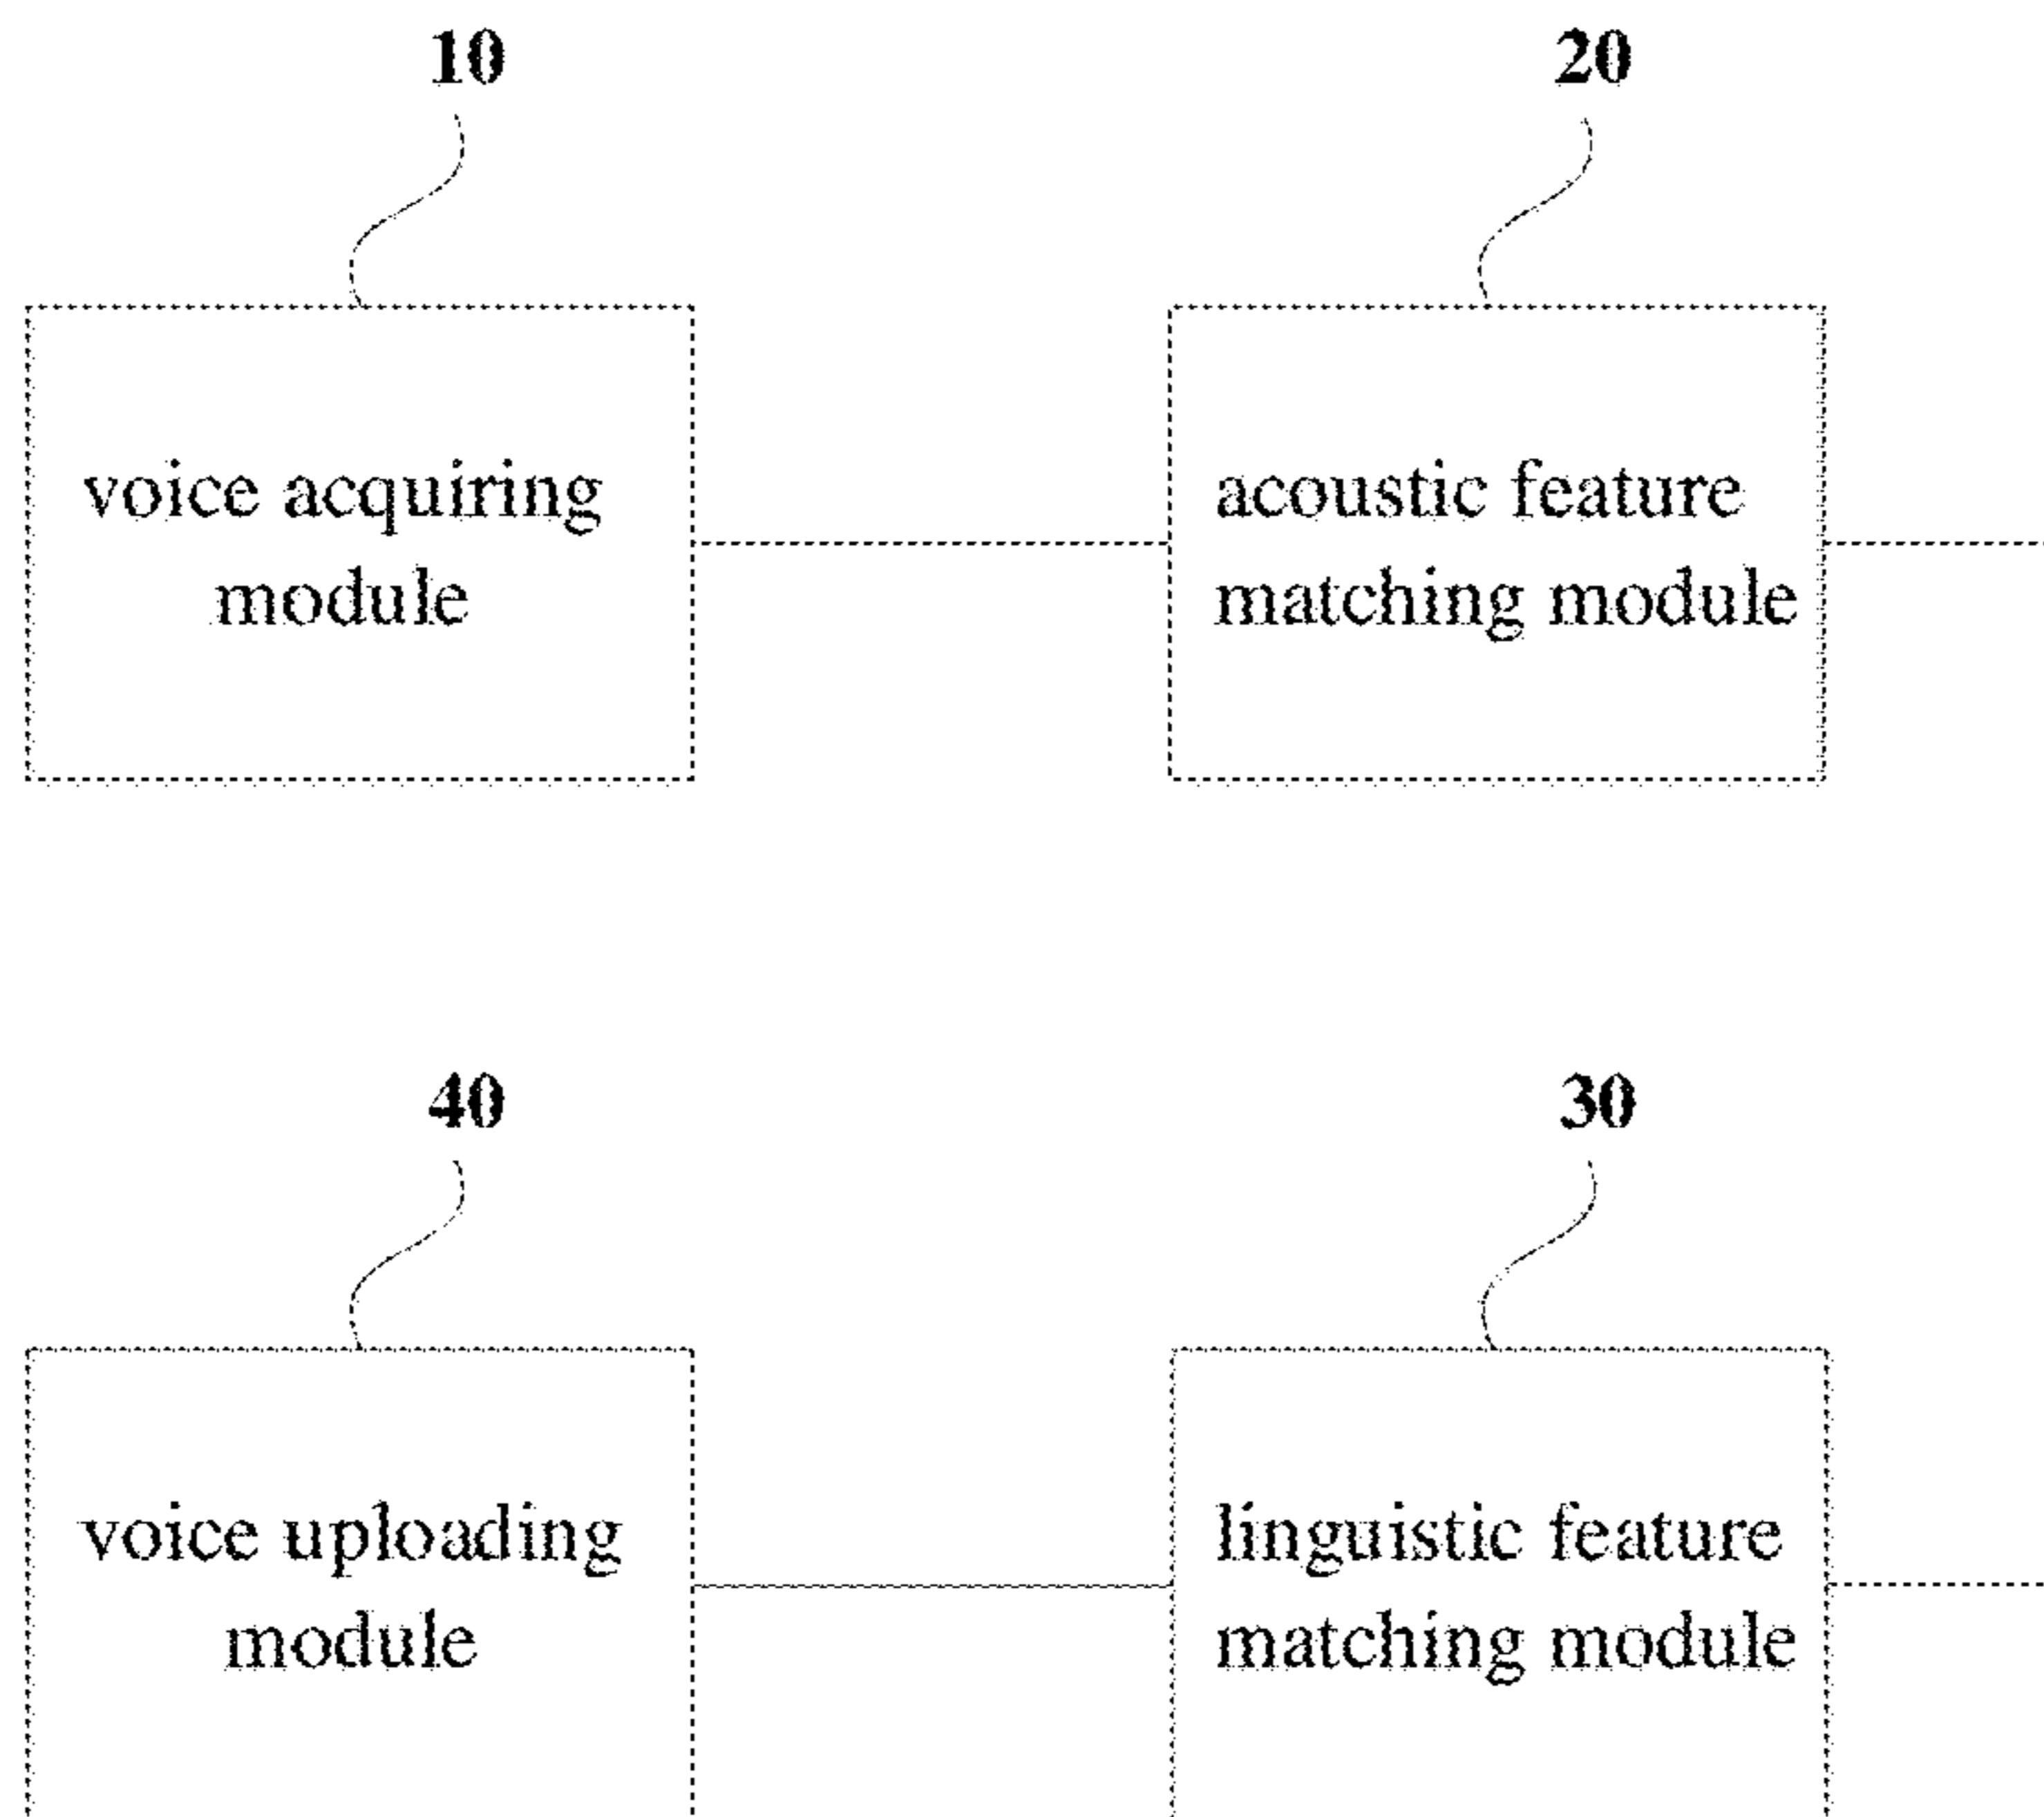 10
20
voice acquiring
module
acoustic feature
matching module
40
30
voice uploading
module
linguistic feature
matching module